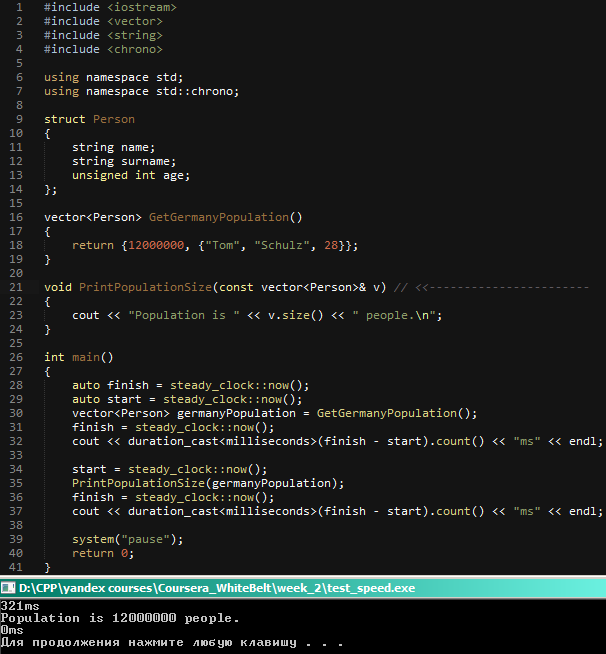 1 #include <iostream>
2 #include <vector>
3 #include <string>
4 #include <chrono>
5
6 using namespace std;
7 using namespace std::chrono;
8
9 struct Person
10 {
11     string name;
12     string surname;
13     unsigned int age;
14 };
15
16 vector<Person> GetGermanyPopulation()
17 {
18     return {12000000, {"Tom", "Schulz", 28}};
19 }
20
21 void PrintPopulationSize(const vector<Person>& v) // <<-----------------------
22 {
23     cout << "Population is " << v.size() << " people.\n";
24 }
25
26 int main()
27 {
28     auto finish = steady_clock::now();
29     auto start = steady_clock::now();
30     vector<Person> germanyPopulation = GetGermanyPopulation();
31     finish = steady_clock::now();
32     cout << duration_cast<milliseconds>(finish - start).count() << "ms" << endl;
33
34     start = steady_clock::now();
35     PrintPopulationSize(germanyPopulation);
36     finish = steady_clock::now();
37     cout << duration_cast<milliseconds>(finish - start).count() << "ms" << endl;
38
39     system("pause");
40     return 0;
41 }
D:\CPP\yandex courses\Coursera_WhiteBelt\week_2\test_speed.exe
321ms
Population is 12000000 people.
0ms
Для продолжения нажмите любую клавишу . . .